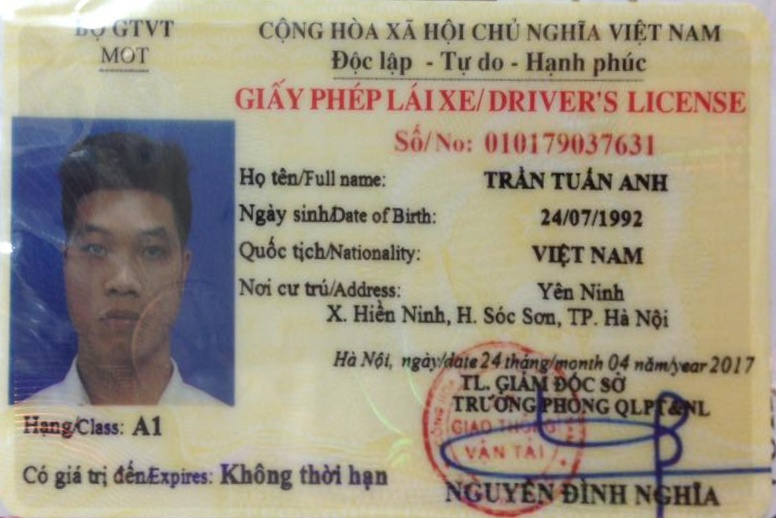 BỘ GTVT
MOT
CỘNG HÒA XÃ HỘI CHỦ NGHĨA VIỆT NAM
Độc lập - Tự do - Hạnh phúc
GIẤY PHÉP LÁI XE/ DRIVER'S LICENSE
Số/No: 010179037631
Họ tên/Full name: TRẦN TUẤN ANH
Ngày sinh/Date of Birth: 24/07/1992
Quốc tịch/Nationality: VIỆT NAM
Nơi cư trú/Address: Yên Ninh
X. Hiền Ninh, H. Sóc Sơn, TP. Hà Nội
Hà Nội, ngày/date 24 tháng/month 04 năm/year 2017
TL. GIÁM ĐỐC SỞ
TRƯỞNG PHÒNG QLPT&NL
GIAO THÔNG
VẬN TẢI
NGUYỄN ĐÌNH NGHĨA
Hạng/Class: A1
Có giá trị đến/Expires: Không thời hạn